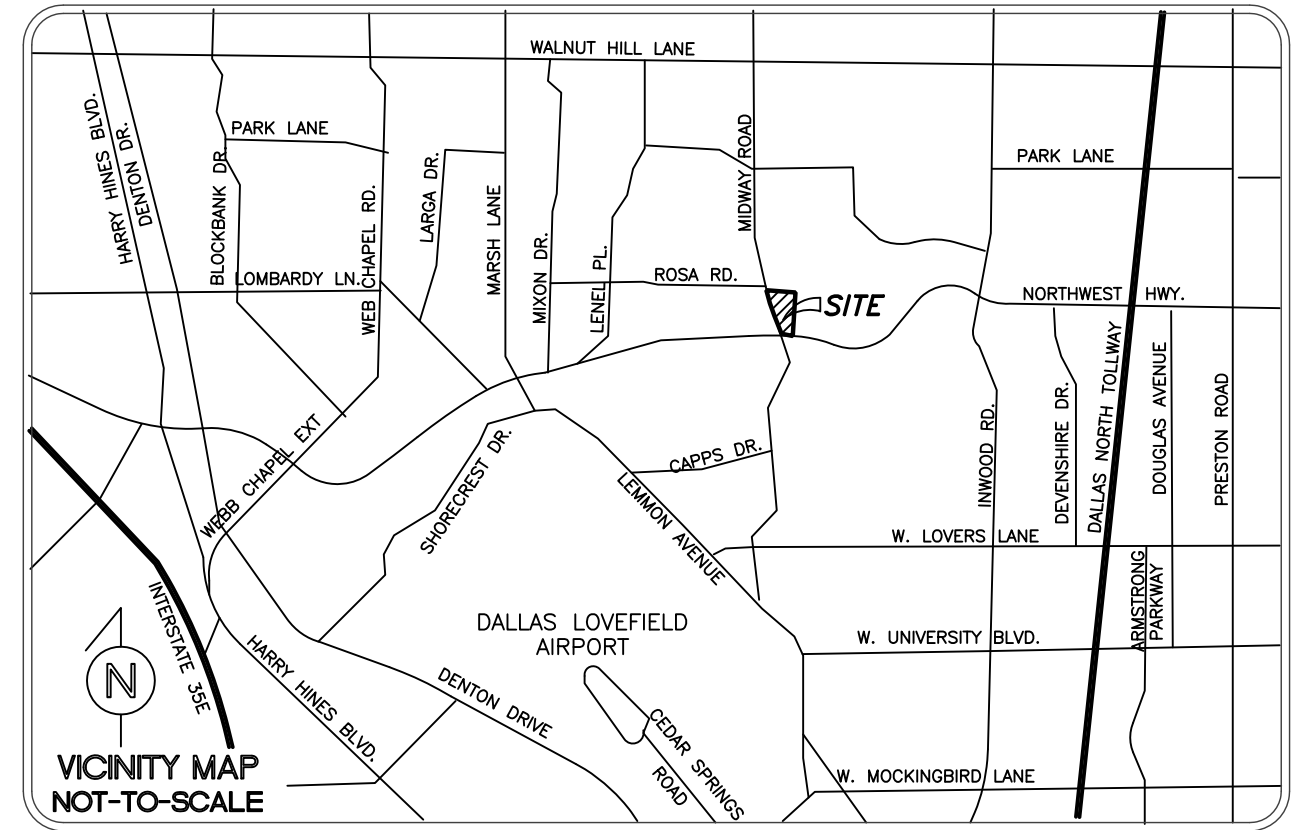 WALNUT HILL LANE
HARRY HINES BLVD.
DENTON DR.
PARK LANE
BLOCKBANK DR.
WEB CHAPEL RD.
LARGA DR.
MARSH LANE
MIXON DR.
LENEL PL.
MIDWAY ROAD
PARK LANE
LOMBARDY LN.
ROSA RD.
SITE
NORTHWEST HWY.
WEBB CHAPEL EXT
SHORECREST DR.
CAPPS DR.
LEMMON AVENUE
INWOOD RD.
DEVENSHIRE DR.
DALLAS NORTH TOLLWAY
DOUGLAS AVENUE
PRESTON ROAD
W. LOVERS LANE
ARMSTRONG
PARKWAY
DALLAS LOVEFIELD
AIRPORT
W. UNIVERSITY BLVD.
INTERSTATE 35E
HARRY HINES BLVD.
DENTON DRIVE
CEDAR SPRINGS
ROAD
W. MOCKINGBIRD LANE
N
VICINITY MAP
NOT-TO-SCALE